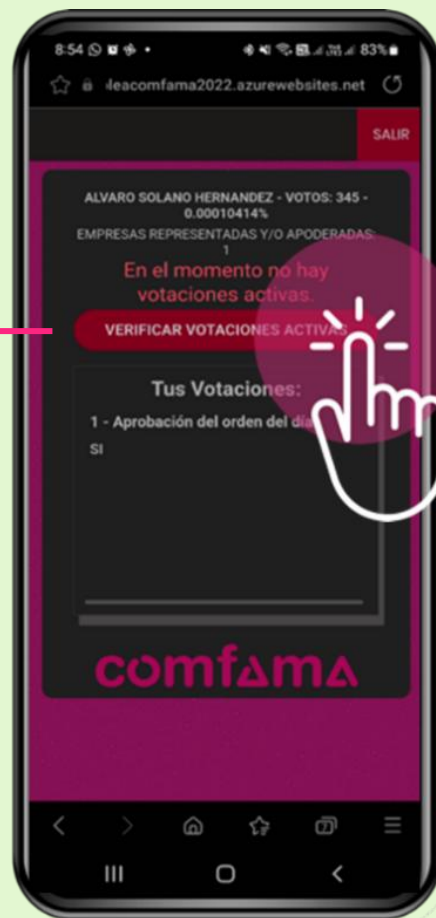 8:54
83%
leacomfama2022.azurewebsites.net
SALIR
ALVARO SOLANO HERNANDEZ - VOTOS: 345 -
0.00010414%
EMPRESAS REPRESENTADAS Y/O APODERADAS:
1
En el momento no hay
votaciones activas.
VERIFICAR VOTACIONES ACTIVAS
Tus Votaciones:
1 - Aprobación del orden del día
SI
comfama